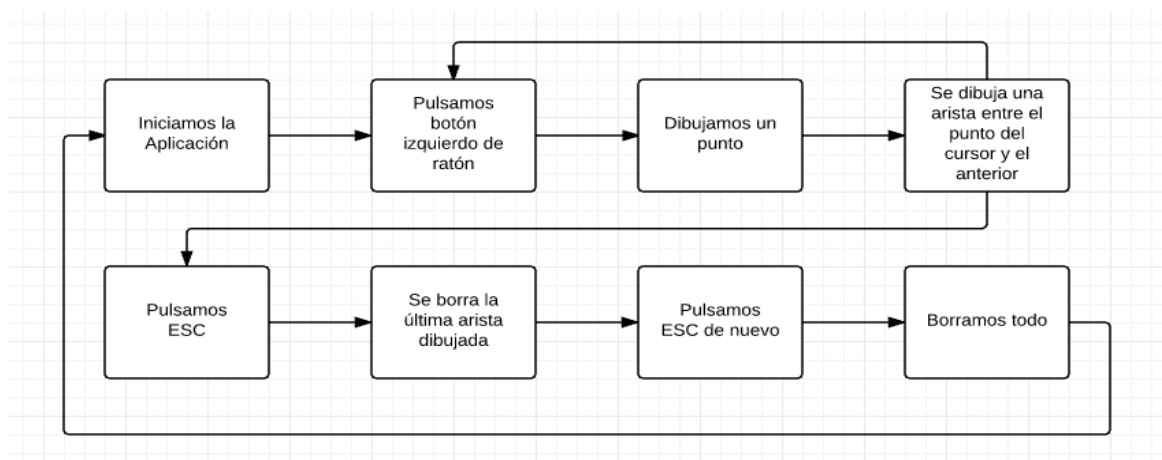 Iniciamos la
Aplicación
Pulsamos
botón
izquierdo de
ratón
Dibujamos un
punto
Se dibuja una
arista entre el
punto del
cursor y el
anterior
Pulsamos
ESC
Se borra la
última arista
dibujada
Pulsamos
ESC de nuevo
Borramos todo